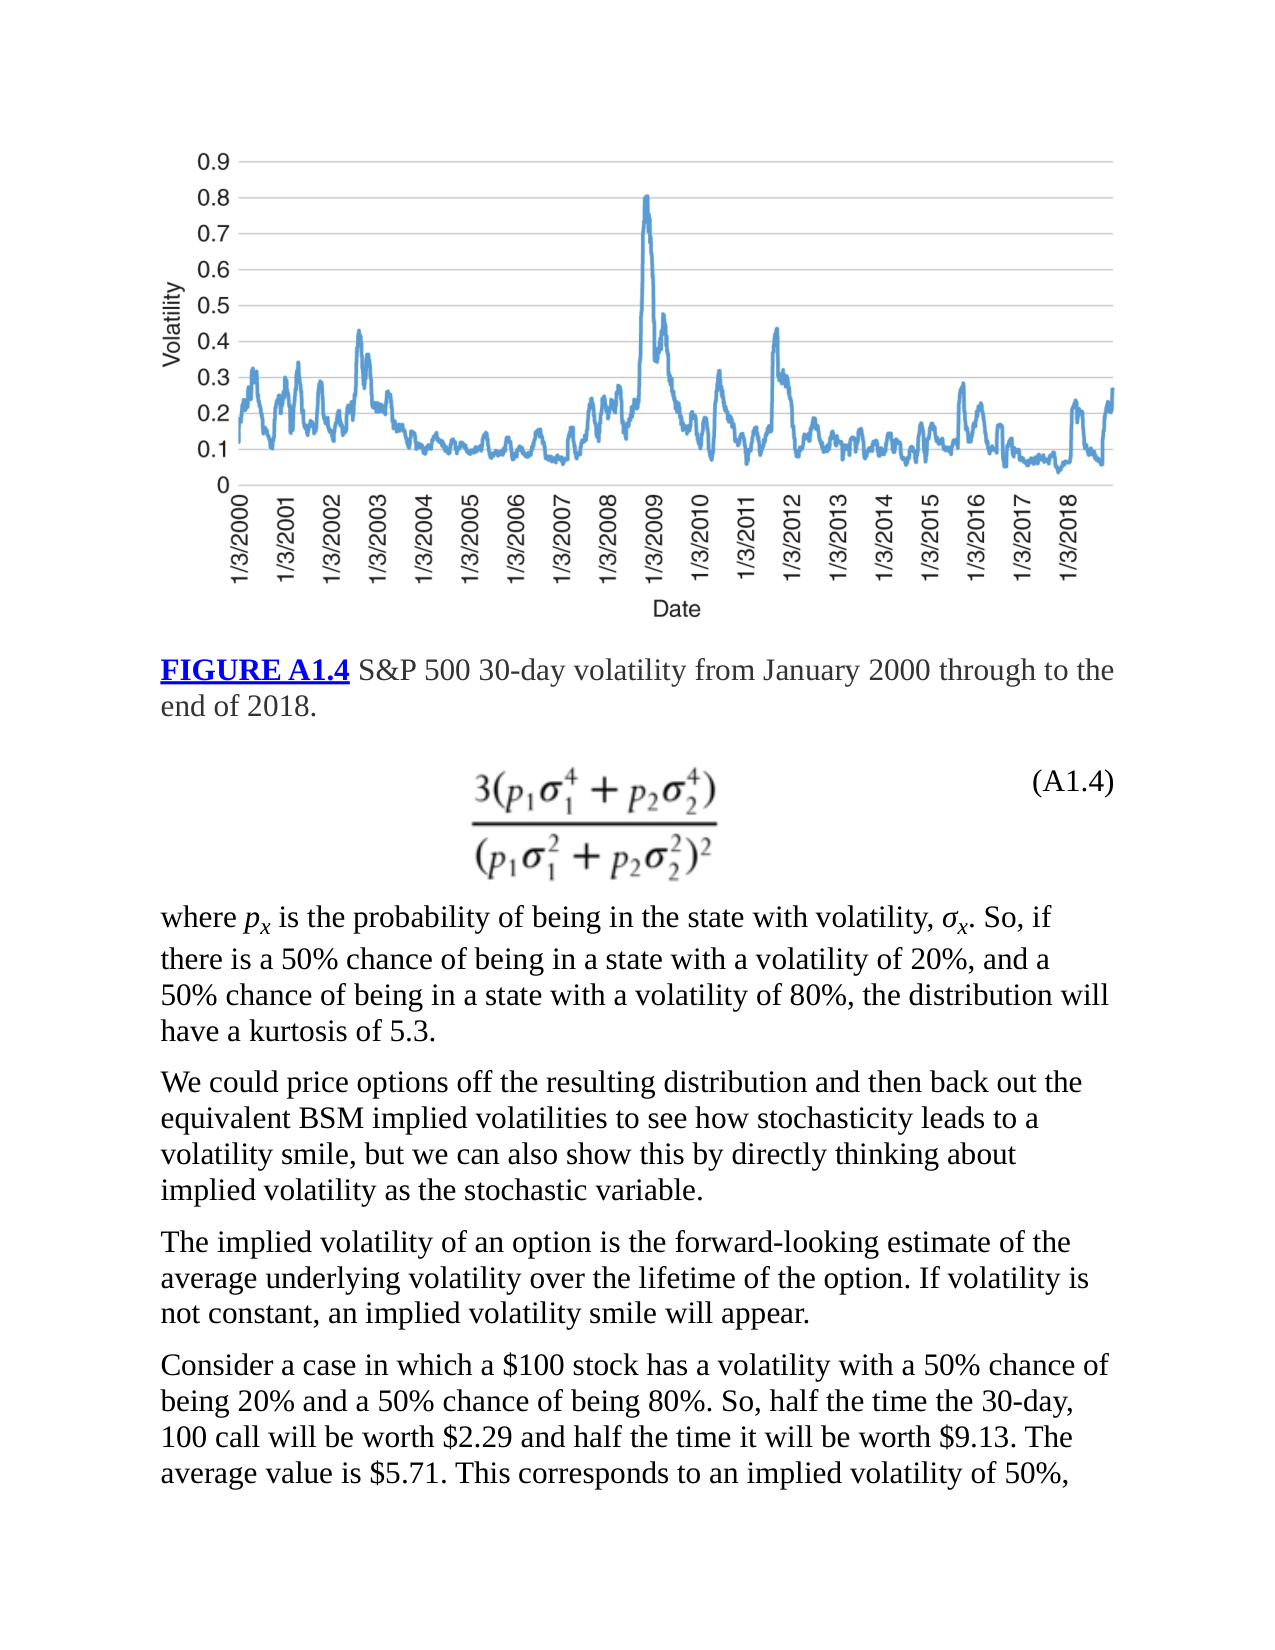 0.9
0.8
0.7
0.6
0.5
0.4
0.3
0.2
0.1
0
Volatility
1/3/2000
1/3/2001
1/3/2002
1/3/2003
1/3/2004
1/3/2005
1/3/2006
1/3/2007
1/3/2008
1/3/2009
1/3/2010
1/3/2011
1/3/2012
1/3/2013
1/3/2014
1/3/2015
1/3/2016
1/3/2017
1/3/2018
Date
FIGURE A1.4 S&P 500 30-day volatility from January 2000 through to the
end of 2018.
3(p₁σ₁⁴ + p₂σ₂⁴)
(p₁σ₁² + p₂σ₂²)²
(A1.4)
where pₓ is the probability of being in the state with volatility, σₓ. So, if
there is a 50% chance of being in a state with a volatility of 20%, and a
50% chance of being in a state with a volatility of 80%, the distribution will
have a kurtosis of 5.3.
We could price options off the resulting distribution and then back out the
equivalent BSM implied volatilities to see how stochasticity leads to a
volatility smile, but we can also show this by directly thinking about
implied volatility as the stochastic variable.
The implied volatility of an option is the forward-looking estimate of the
average underlying volatility over the lifetime of the option. If volatility is
not constant, an implied volatility smile will appear.
Consider a case in which a $100 stock has a volatility with a 50% chance of
being 20% and a 50% chance of being 80%. So, half the time the 30-day,
100 call will be worth $2.29 and half the time it will be worth $9.13. The
average value is $5.71. This corresponds to an implied volatility of 50%,